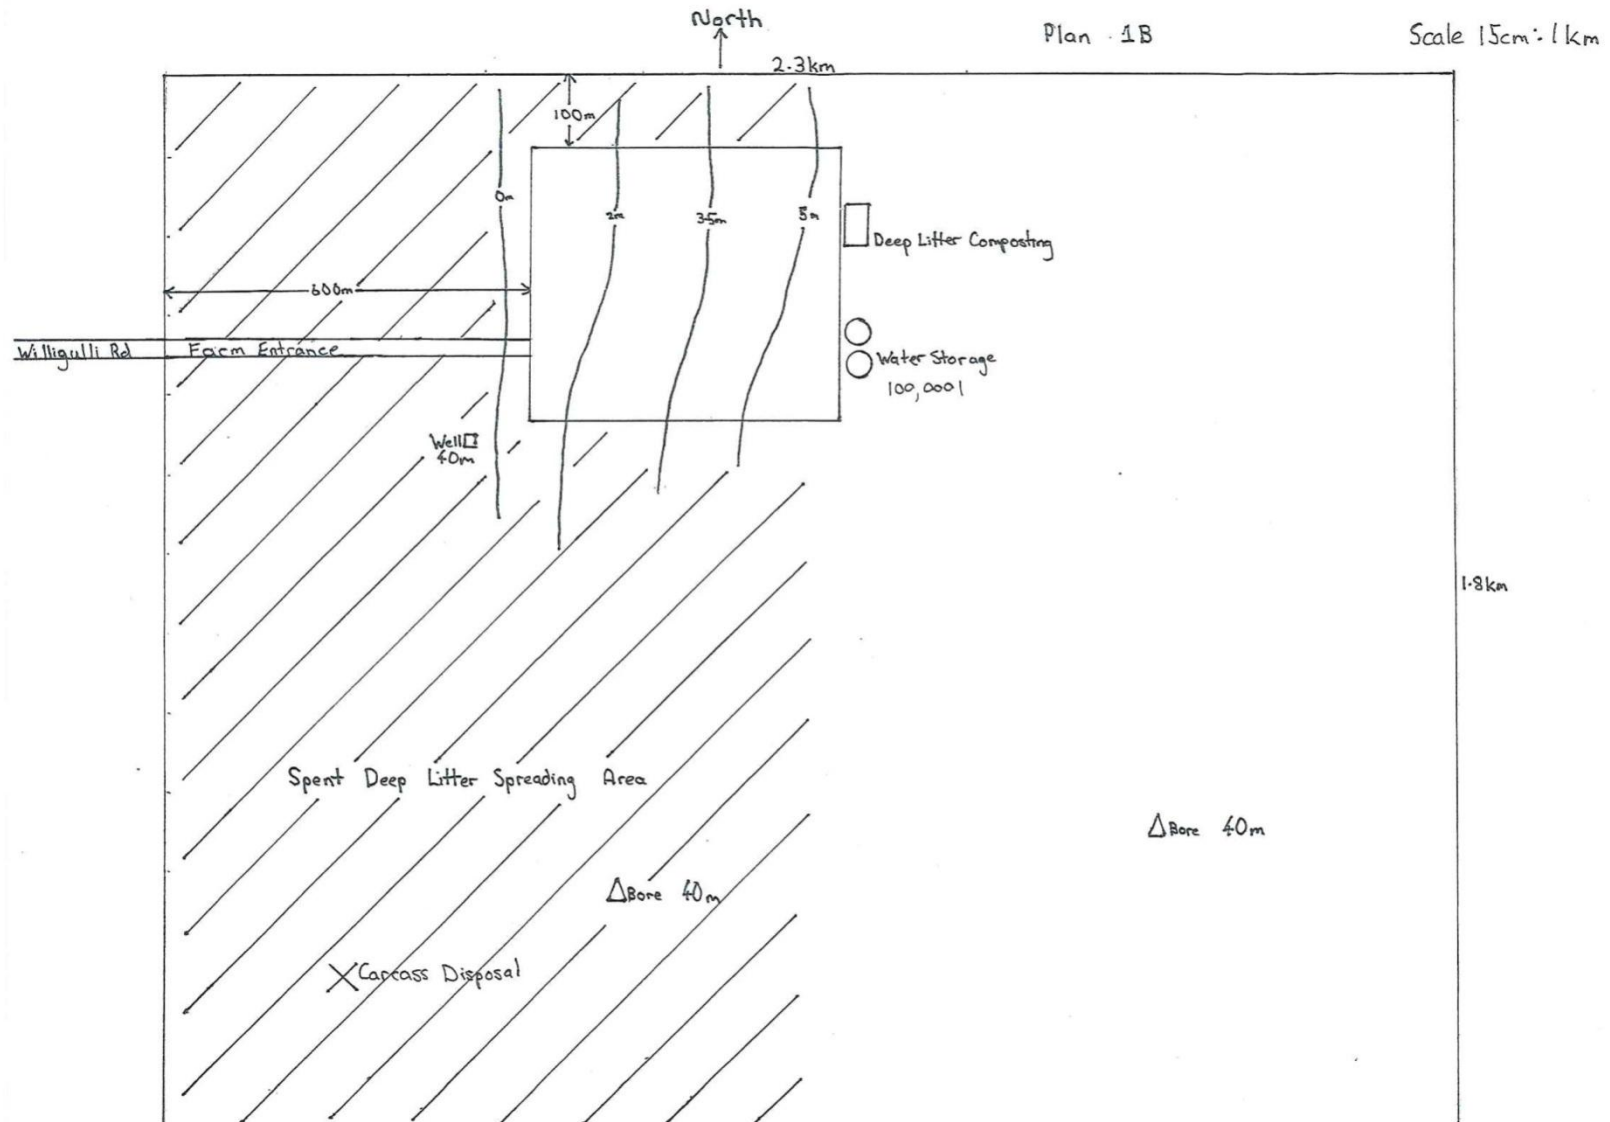 North
Plan 1B
Scale 15cm:1km
2.3km
100m
0m
2m
3.5m
5m
Deep Litter Composting
600m
Willigulli Rd
Farm Entrance
Water Storage
100,000l
Well
40m
1.8km
Spent Deep Litter Spreading Area
Bore 40m
Bore 40m
Carcass Disposal